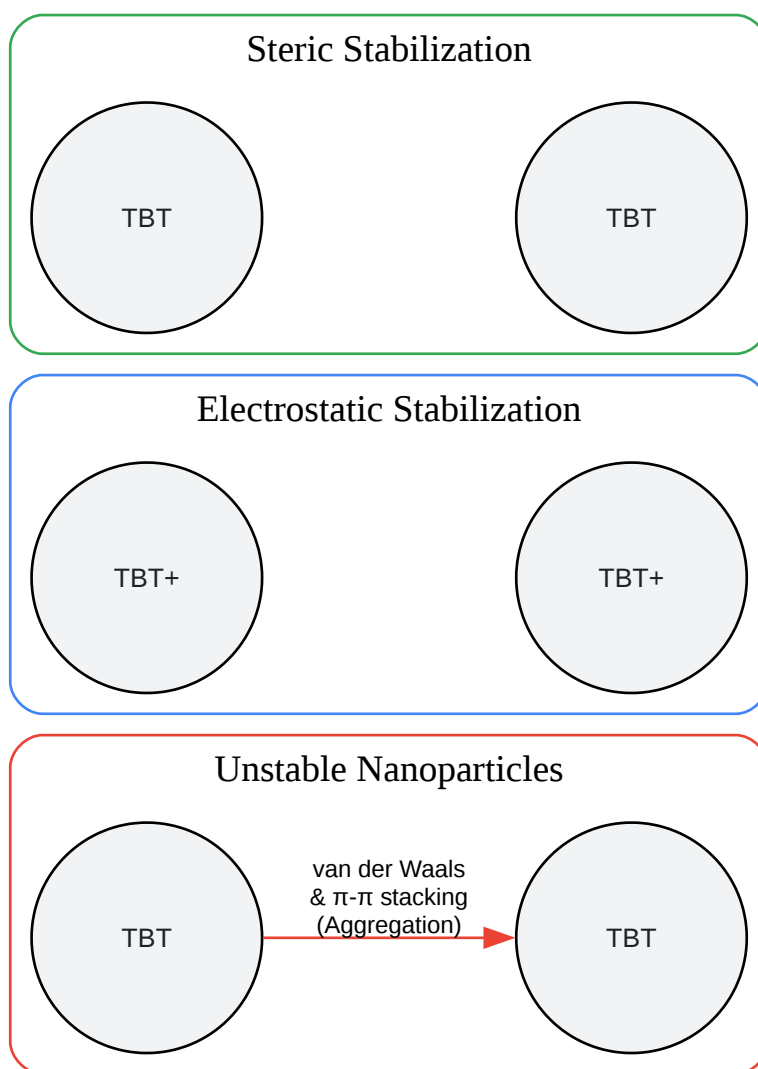 Steric Stabilization
TBT
TBT
Electrostatic Stabilization
TBT+
TBT+
Unstable Nanoparticles
van der Waals
& π-π stacking
(Aggregation)
TBT
TBT